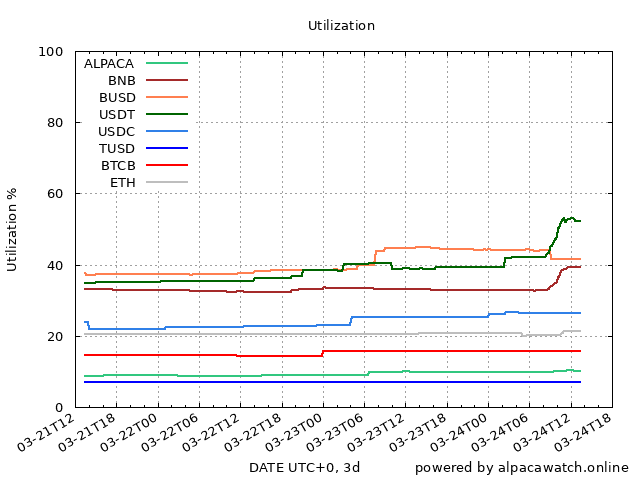 Utilization
100
80
60
40
20
0
Utilization %
ALPACA
BNB
BUSD
USDT
USDC
TUSD
BTCB
ETH
03-21T12
03-21T18
03-22T00
03-22T06
03-22T12
03-22T18
03-23T00
03-23T06
03-23T12
03-23T18
03-24T00
03-24T06
03-24T12
03-24T18
DATE UTC+0, 3d
powered by alpacawatch.online